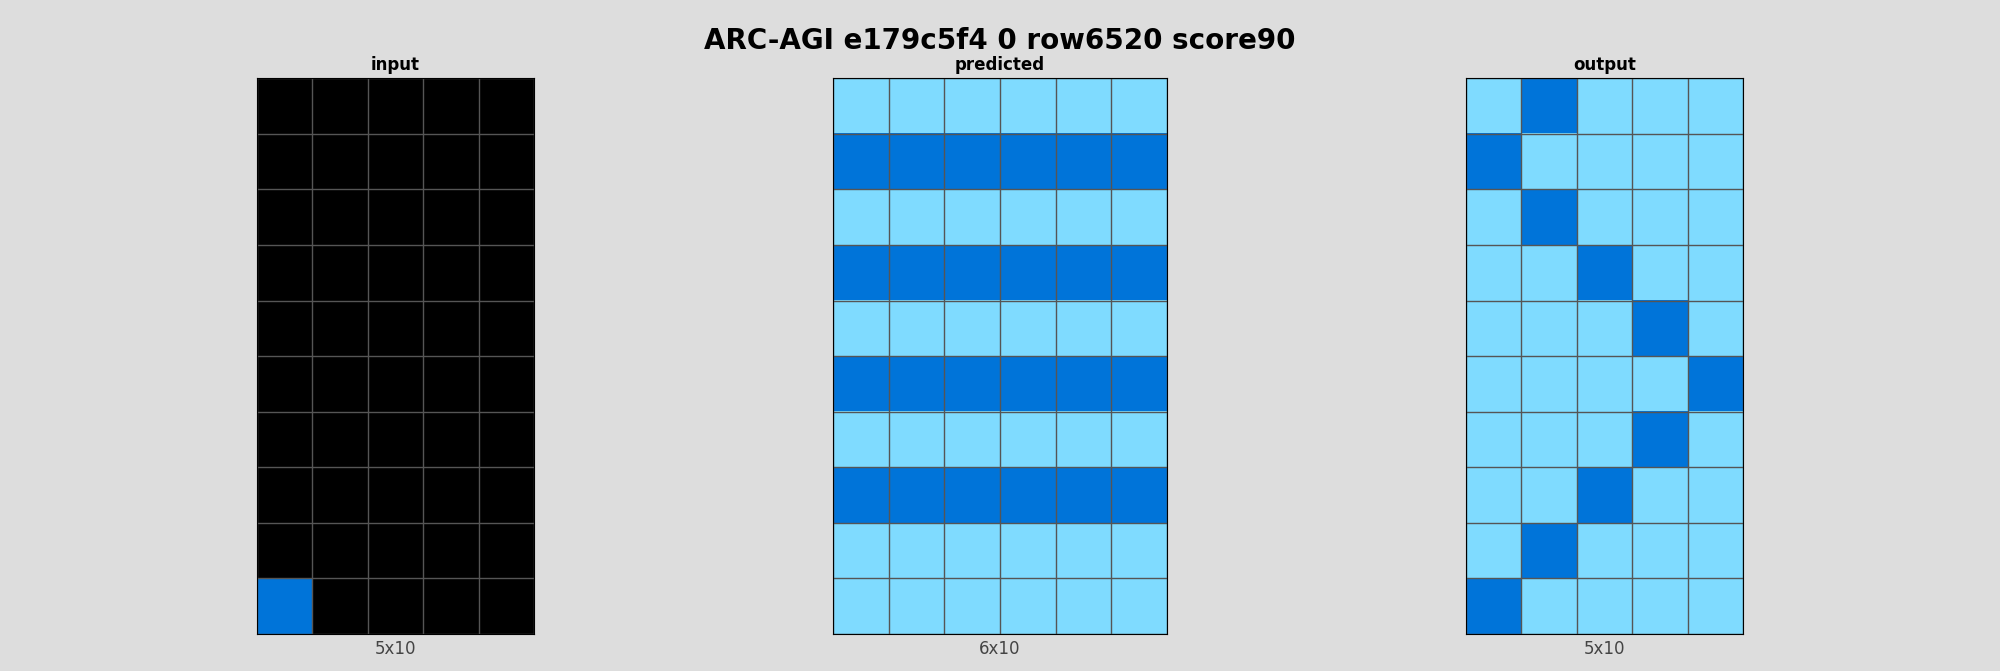 ARC-AGI e179c5f4 0 row6520 score90
input
predicted
output
5x10
6x10
5x10